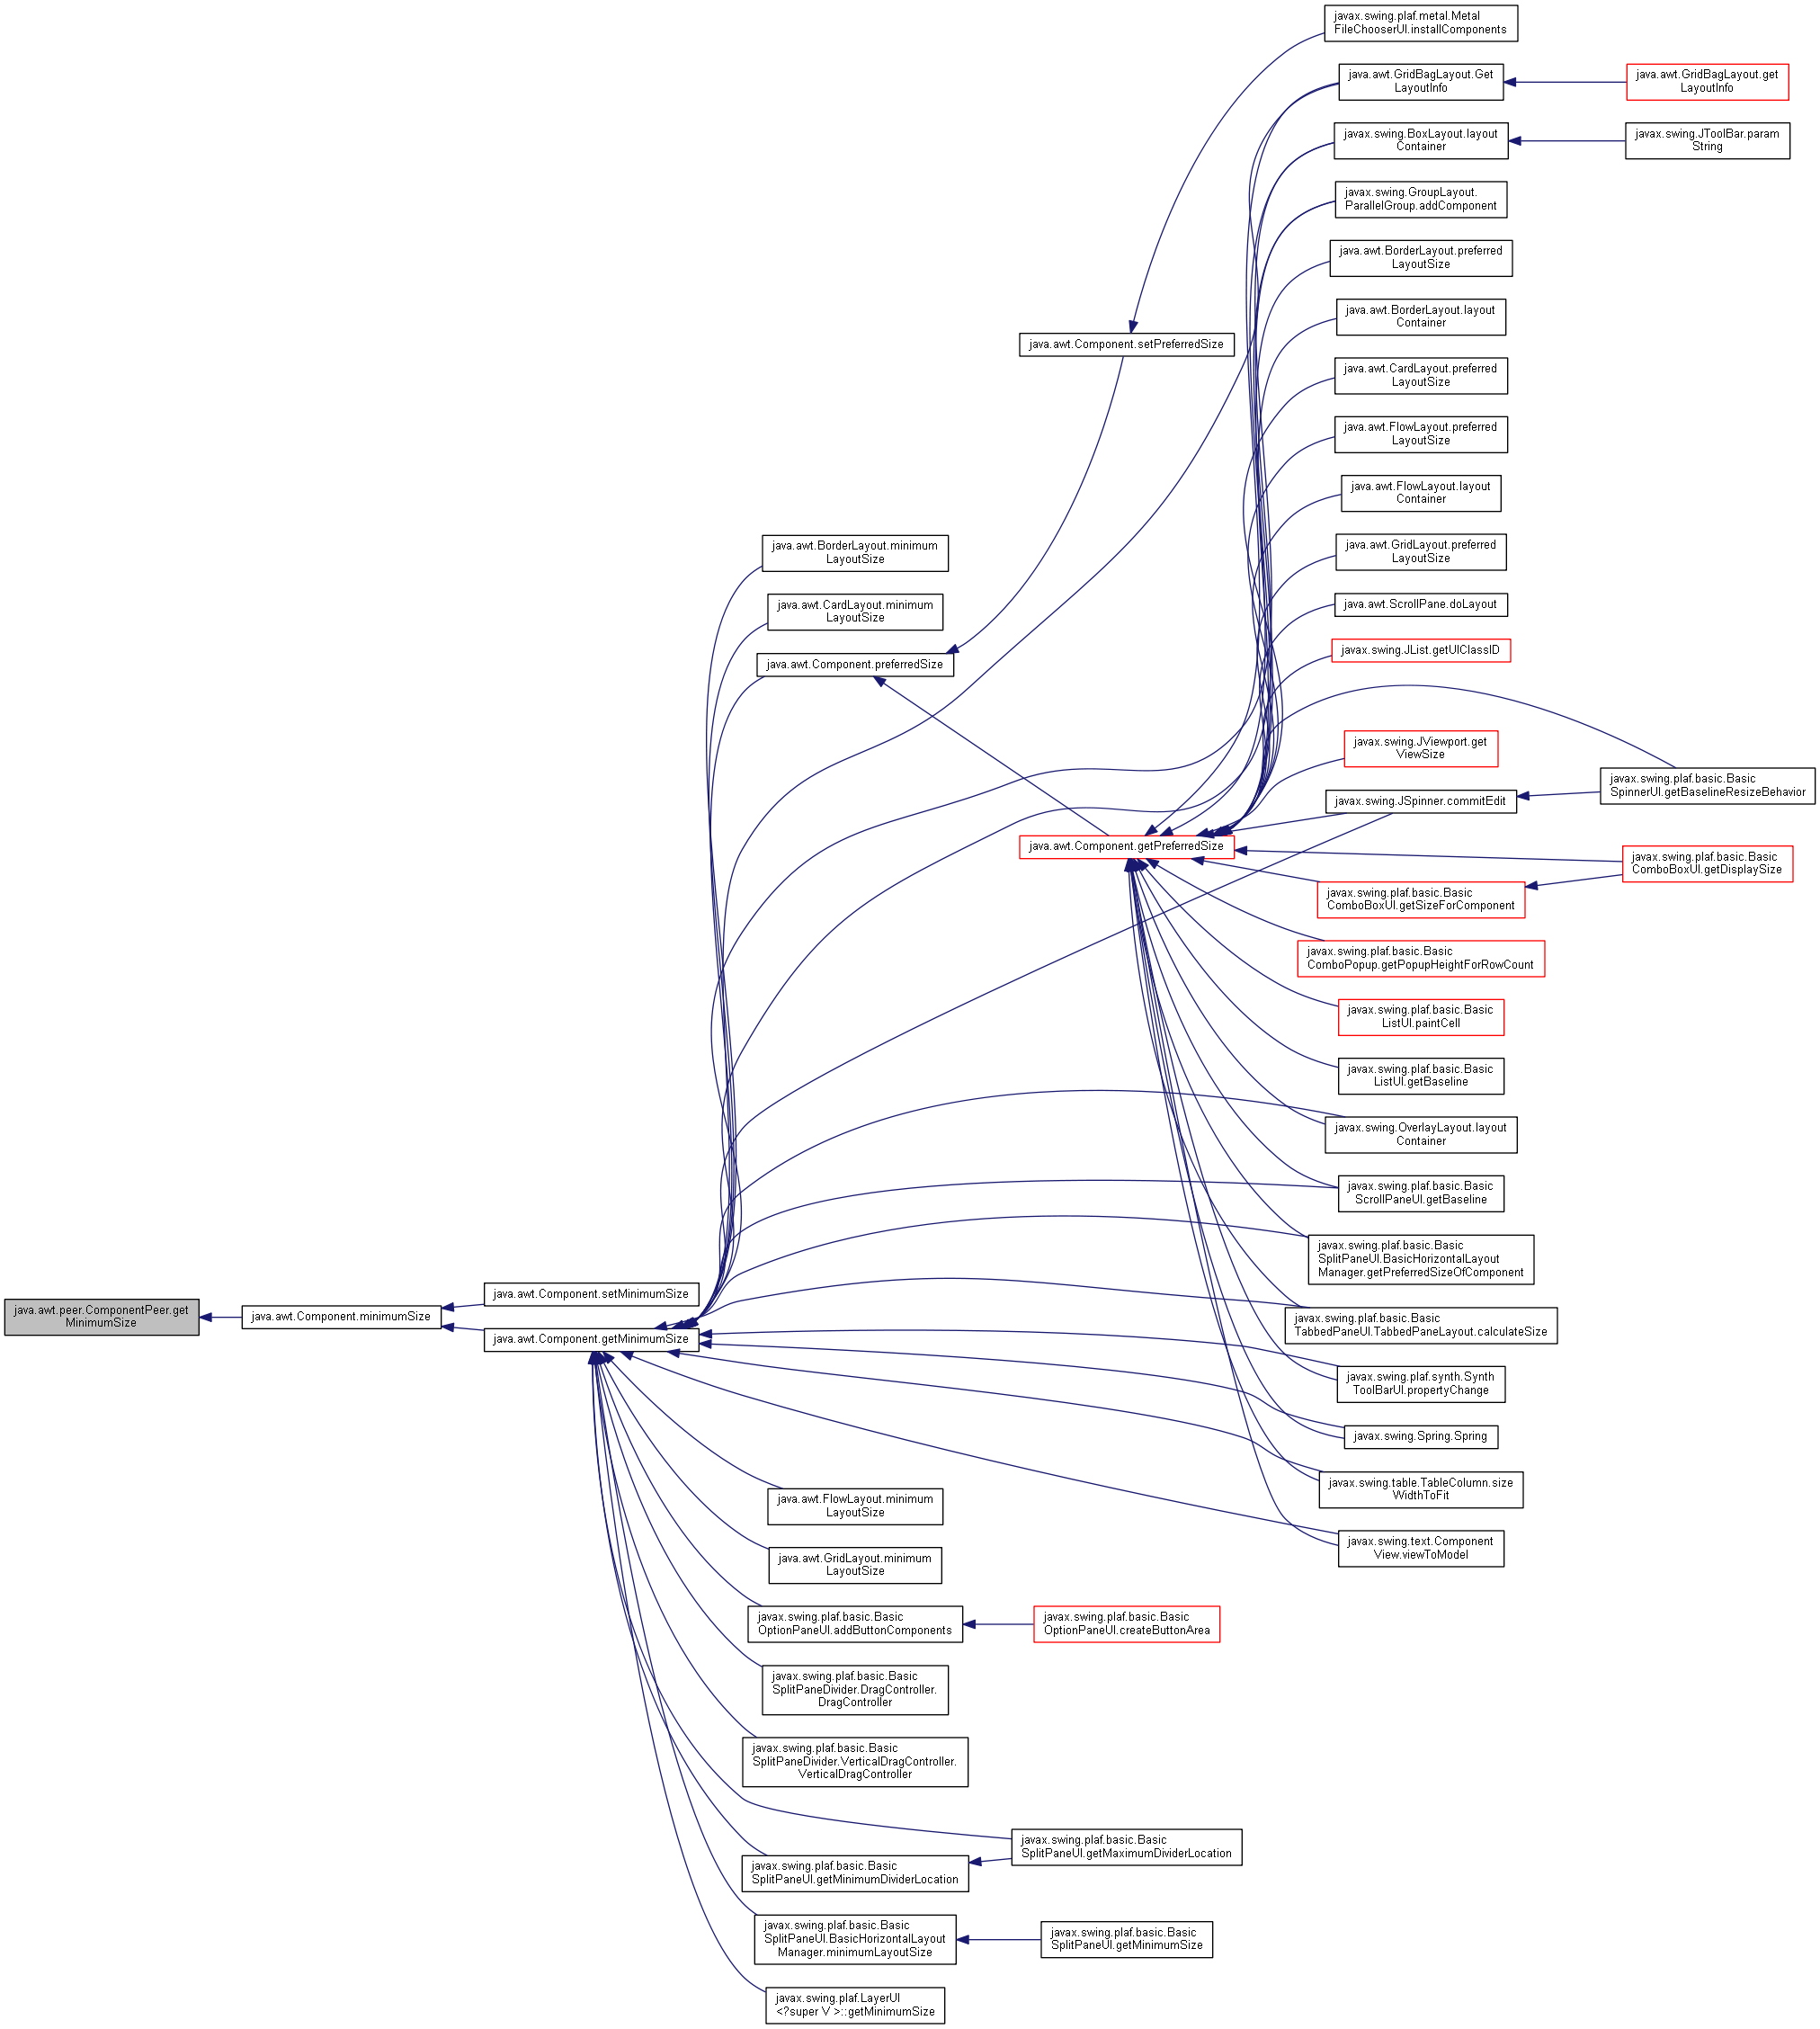 javax.swing.plaf.metal.Metal
FileChooserUI.installComponents
java.awt.GridBagLayout.Get
LayoutInfo
java.awt.GridBagLayout.get
LayoutInfo
javax.swing.BoxLayout.layout
Container
javax.swing.JToolBar.param
String
javax.swing.GroupLayout.
ParallelGroup.addComponent
java.awt.BorderLayout.preferred
LayoutSize
java.awt.BorderLayout.layout
Container
java.awt.Component.setPreferredSize
java.awt.CardLayout.preferred
LayoutSize
java.awt.FlowLayout.preferred
LayoutSize
java.awt.FlowLayout.layout
Container
java.awt.BorderLayout.minimum
LayoutSize
java.awt.GridLayout.preferred
LayoutSize
java.awt.CardLayout.minimum
LayoutSize
java.awt.ScrollPane.doLayout
java.awt.Component.preferredSize
javax.swing.JList.getUIClassID
javax.swing.JViewport.get
ViewSize
javax.swing.plaf.basic.Basic
SpinnerUI.getBaselineResizeBehavior
javax.swing.JSpinner.commitEdit
java.awt.Component.getPreferredSize
javax.swing.plaf.basic.Basic
ComboBoxUI.getDisplaySize
javax.swing.plaf.basic.Basic
ComboBoxUI.getSizeForComponent
javax.swing.plaf.basic.Basic
ComboPopup.getPopupHeightForRowCount
javax.swing.plaf.basic.Basic
ListUI.paintCell
javax.swing.plaf.basic.Basic
ListUI.getBaseline
javax.swing.OverlayLayout.layout
Container
javax.swing.plaf.basic.Basic
ScrollPaneUI.getBaseline
javax.swing.plaf.basic.Basic
SplitPaneUI.BasicHorizontalLayout
Manager.getPreferredSizeOfComponent
java.awt.peer.ComponentPeer.get
MinimumSize
java.awt.Component.minimumSize
java.awt.Component.setMinimumSize
java.awt.Component.getMinimumSize
javax.swing.plaf.basic.Basic
TabbedPaneUI.TabbedPaneLayout.calculateSize
javax.swing.plaf.synth.Synth
ToolBarUI.propertyChange
javax.swing.Spring.Spring
javax.swing.table.TableColumn.size
WidthToFit
java.awt.FlowLayout.minimum
LayoutSize
javax.swing.text.Component
View.viewToModel
java.awt.GridLayout.minimum
LayoutSize
javax.swing.plaf.basic.Basic
OptionPaneUI.addButtonComponents
javax.swing.plaf.basic.Basic
OptionPaneUI.createButtonArea
javax.swing.plaf.basic.Basic
SplitPaneDivider.DragController.
DragController
javax.swing.plaf.basic.Basic
SplitPaneDivider.VerticalDragController.
VerticalDragController
javax.swing.plaf.basic.Basic
SplitPaneUI.getMaximumDividerLocation
javax.swing.plaf.basic.Basic
SplitPaneUI.getMinimumDividerLocation
javax.swing.plaf.basic.Basic
SplitPaneUI.BasicHorizontalLayout
Manager.minimumLayoutSize
javax.swing.plaf.basic.Basic
SplitPaneUI.getMinimumSize
javax.swing.plaf.LayerUI
<?super V >::getMinimumSize